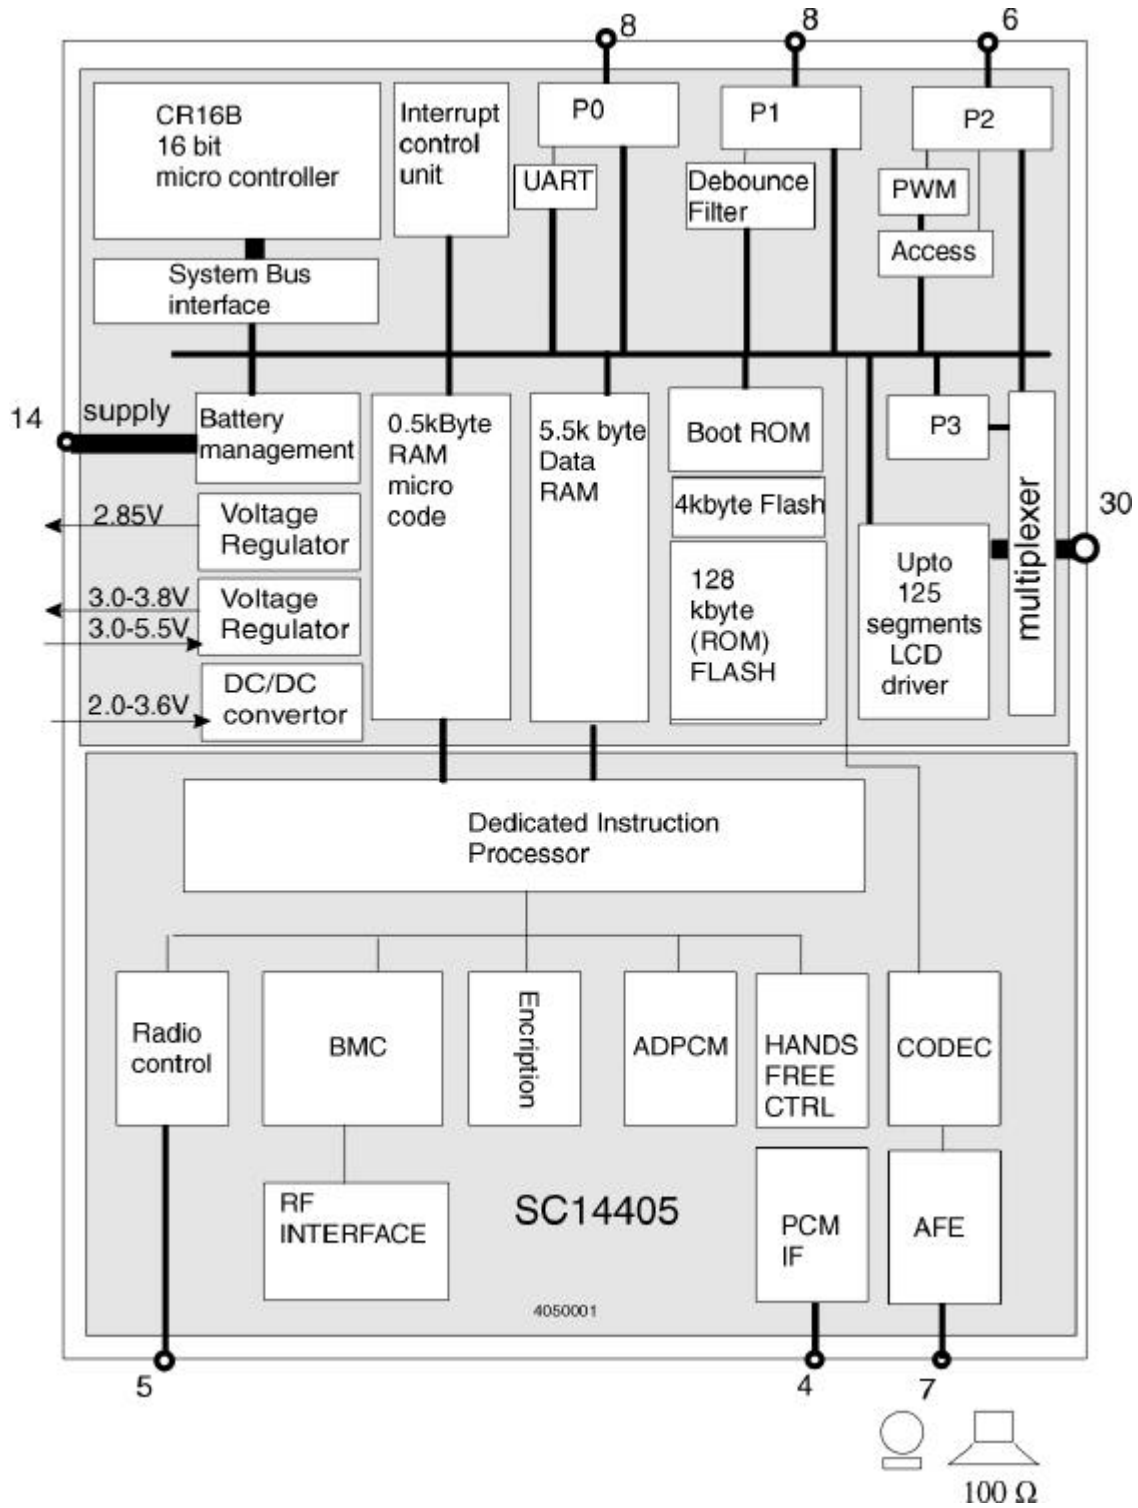 8
8
6
CR16B
16 bit
micro controller
Interrupt
control
unit
P0
P1
P2
UART
Debounce
Filter
PWM
Access
System Bus
interface
14
supply
Battery
management
0.5kByte
RAM
micro
code
5.5k byte
Data
RAM
Boot ROM
P3
4kbyte Flash
30
multiplexer
2.85V
Voltage
Regulator
128
kbyte
(ROM)
FLASH
Upto
125
segments
LCD
driver
3.0-3.8V
3.0-5.5V
Voltage
Regulator
2.0-3.6V
DC/DC
convertor
Dedicated Instruction
Processor
Radio
control
BMC
Encription
ADPCM
HANDS
FREE
CTRL
CODEC
RF
INTERFACE
SC14405
PCM
IF
AFE
4050001
5
4
7
100 Ω